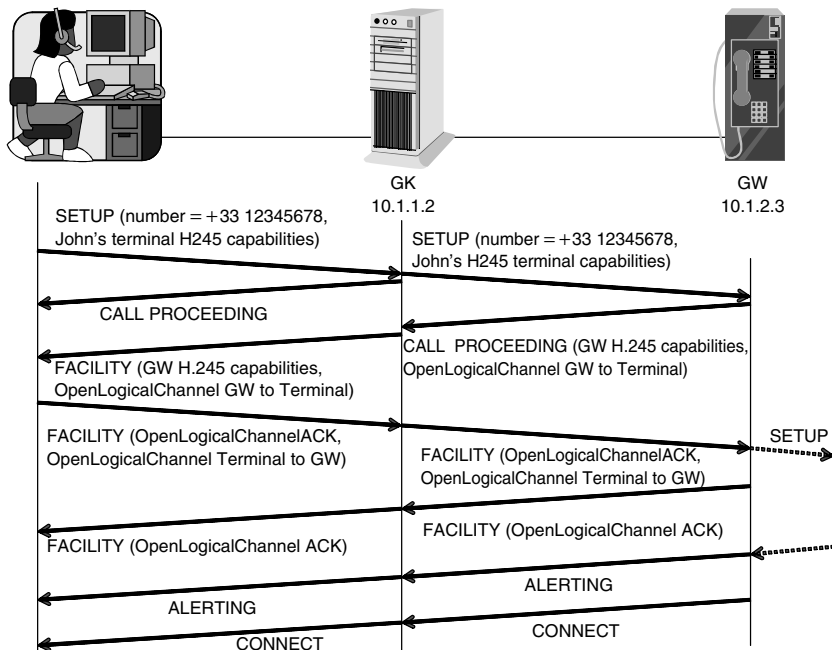 GK
10.1.1.2
GW
10.1.2.3
SETUP (number = +33 12345678,
John's terminal H245 capabilities)
SETUP (number = +33 12345678,
John's H245 terminal capabilities)
CALL PROCEEDING
CALL PROCEEDING (GW H.245 capabilities,
OpenLogicalChannel GW to Terminal)
FACILITY (GW H.245 capabilities,
OpenLogicalChannel GW to Terminal)
FACILITY (OpenLogicalChannelACK,
OpenLogicalChannel Terminal to GW)
SETUP
FACILITY (OpenLogicalChannelACK,
OpenLogicalChannel Terminal to GW)
FACILITY (OpenLogicalChannel ACK)
FACILITY (OpenLogicalChannel ACK)
ALERTING
ALERTING
CONNECT
CONNECT